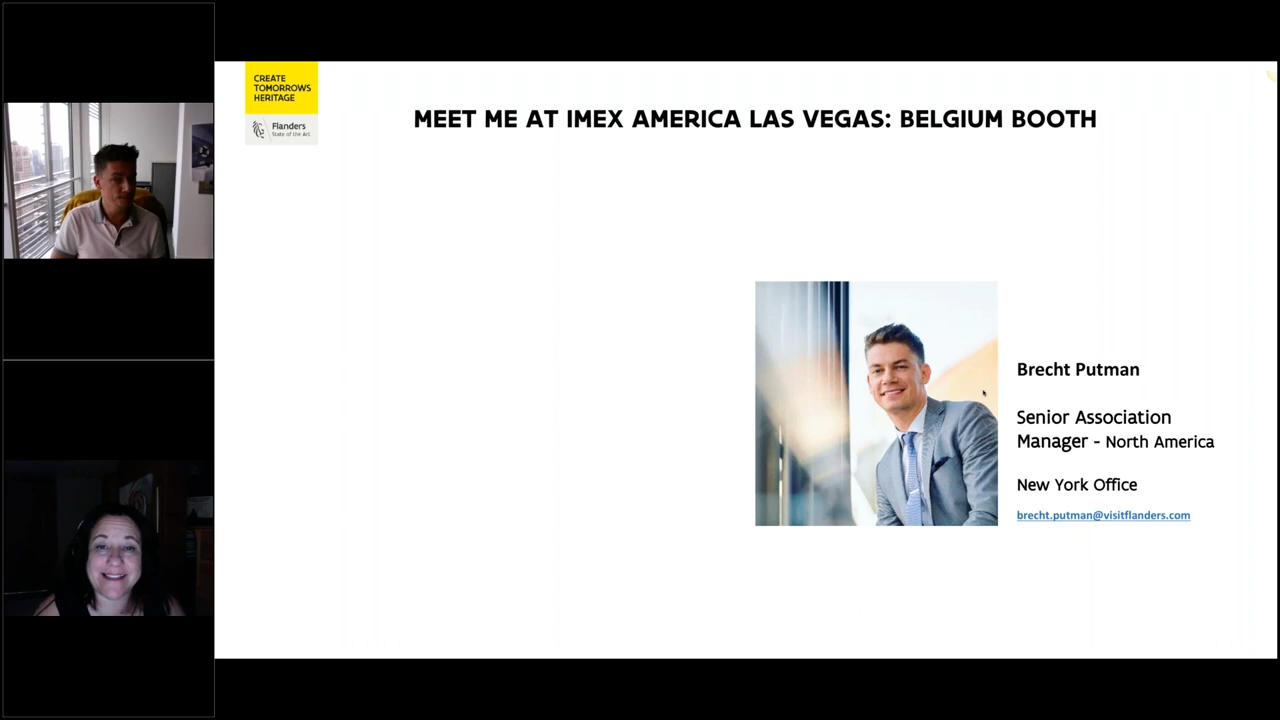 CREATE
TOMORROWS
HERITAGE
Flanders
State of the Art
MEET ME AT IMEX AMERICA LAS VEGAS: BELGIUM BOOTH
Brecht Putman
Senior Association
Manager - North America
New York Office
brecht.putman@visitflanders.com